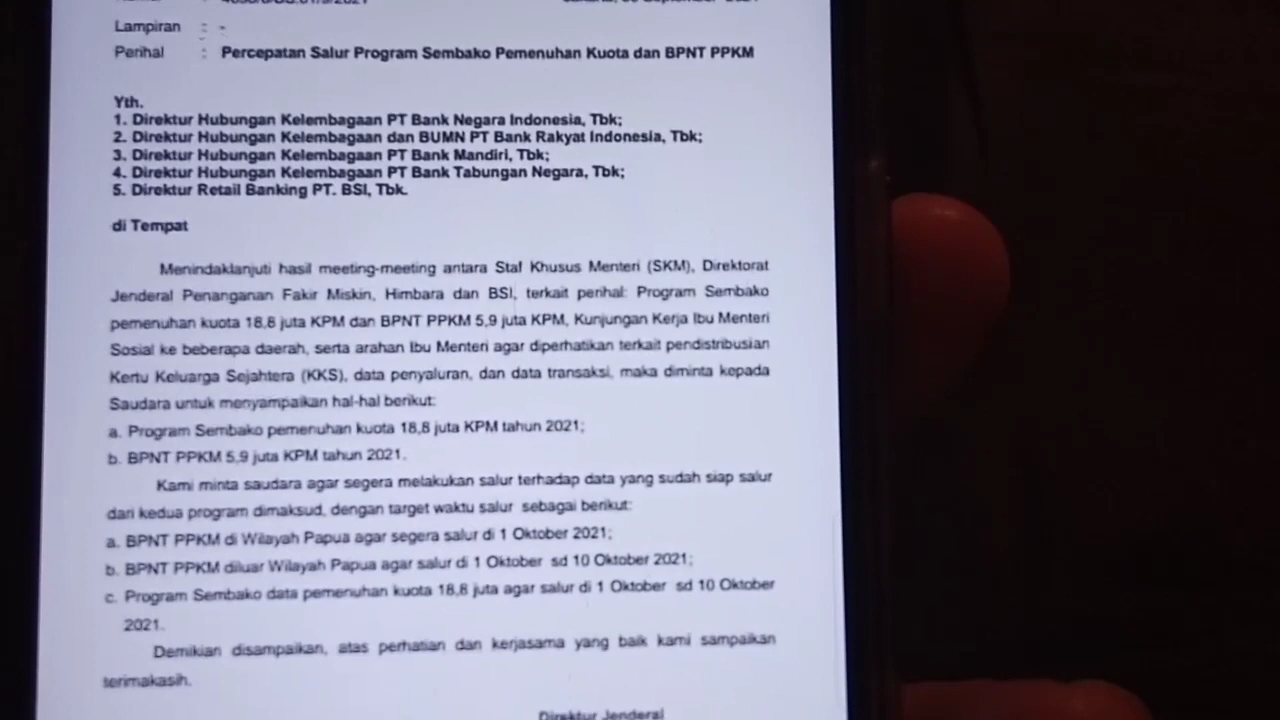 Lampiran : -
Perihal : Percepatan Salur Program Sembako Pemenuhan Kuota dan BPNT PPKM
Yth.
1. Direktur Hubungan Kelembagaan PT Bank Negara Indonesia, Tbk;
2. Direktur Hubungan Kelembagaan dan BUMN PT Bank Rakyat Indonesia, Tbk;
3. Direktur Hubungan Kelembagaan PT Bank Mandiri, Tbk;
4. Direktur Hubungan Kelembagaan PT Bank Tabungan Negara, Tbk;
5. Direktur Retail Banking PT. BSI, Tbk.
di Tempat
Menindaklanjuti hasil meeting-meeting antara Staf Khusus Menteri (SKM), Direktorat
Jenderal Penanganan Fakir Miskin, Himbara dan BSI, terkait perihal: Program Sembako
pemenuhan kuota 18,8 juta KPM dan BPNT PPKM 5,9 juta KPM, Kunjungan Kerja Ibu Menteri
Sosial ke beberapa daerah, serta arahan Ibu Menteri agar diperhatikan terkait pendistribusian
Kertu Keluarga Sejahtera (KKS), data penyaluran, dan data transaksi, maka diminta kepada
Saudara untuk menyampaikan hal-hal berikut:
a. Program Sembako pemenuhan kuota 18,8 juta KPM tahun 2021;
b. BPNT PPKM 5,9 juta KPM tahun 2021.
Kami minta saudara agar segera melakukan salur terhadap data yang sudah siap salur
dari kedua program dimaksud, dengan target waktu salur sebagai berikut:
a. BPNT PPKM di Wilayah Papua agar segera salur di 1 Oktober 2021;
b. BPNT PPKM diluar Wilayah Papua agar salur di 1 Oktober sd 10 Oktober 2021;
c. Program Sembako data pemenuhan kuota 18,8 juta agar salur di 1 Oktober sd 10 Oktober
2021.
Demikian disampaikan, atas perhatian dan kerjasama yang baik kami sampaikan
terimakasih.
Direktur Jenderal